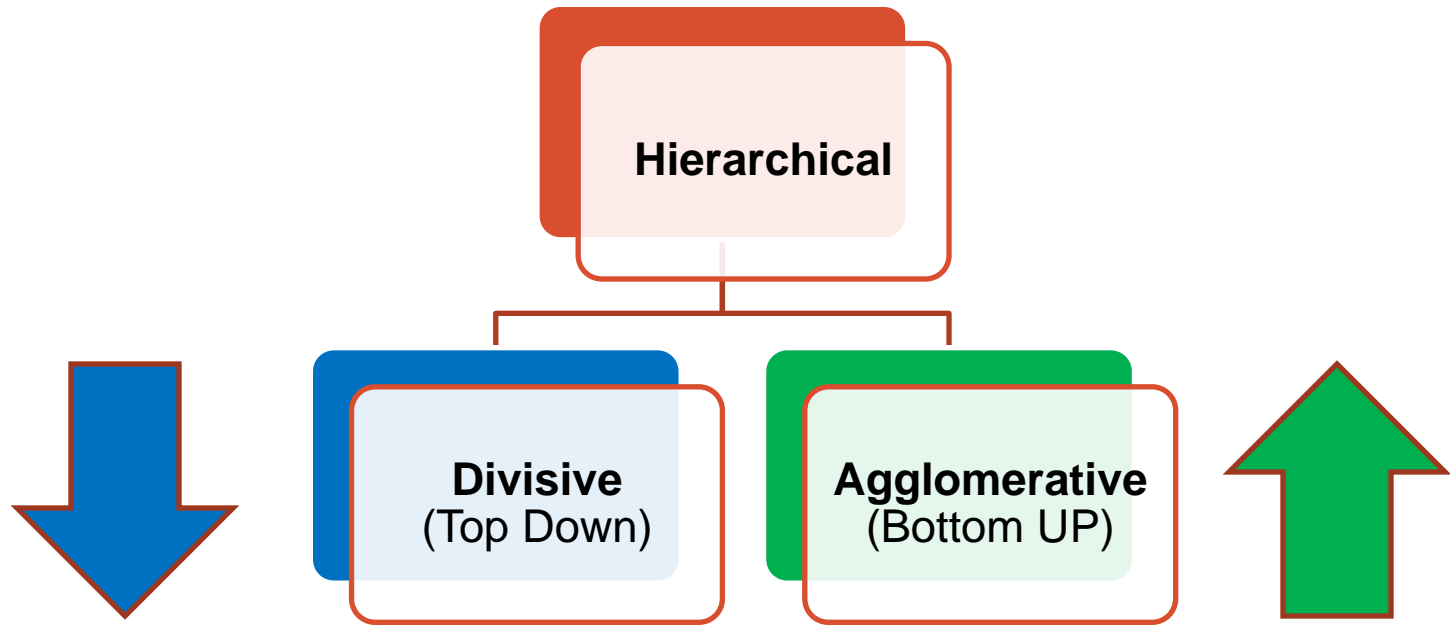 Hierarchical
Divisive
(Top Down)
Agglomerative
(Bottom UP)